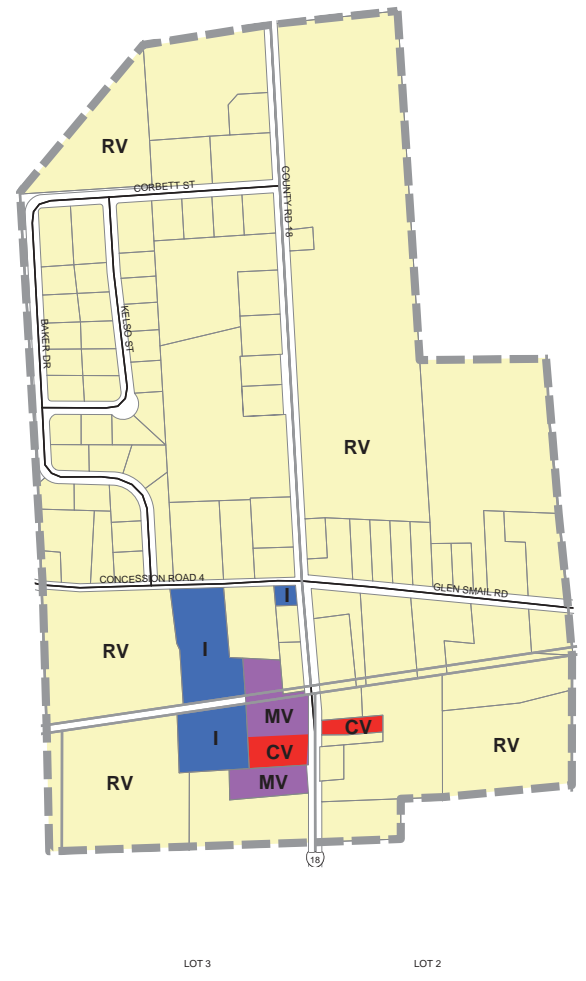 RV
CORBETT ST
COUNTY RD 18
BAKER DR
KELSO ST
RV
CONCESSION ROAD 4
GLEN SMAIL RD
I
RV
I
MV
I
CV
CV
RV
RV
MV
18
LOT 3
LOT 2